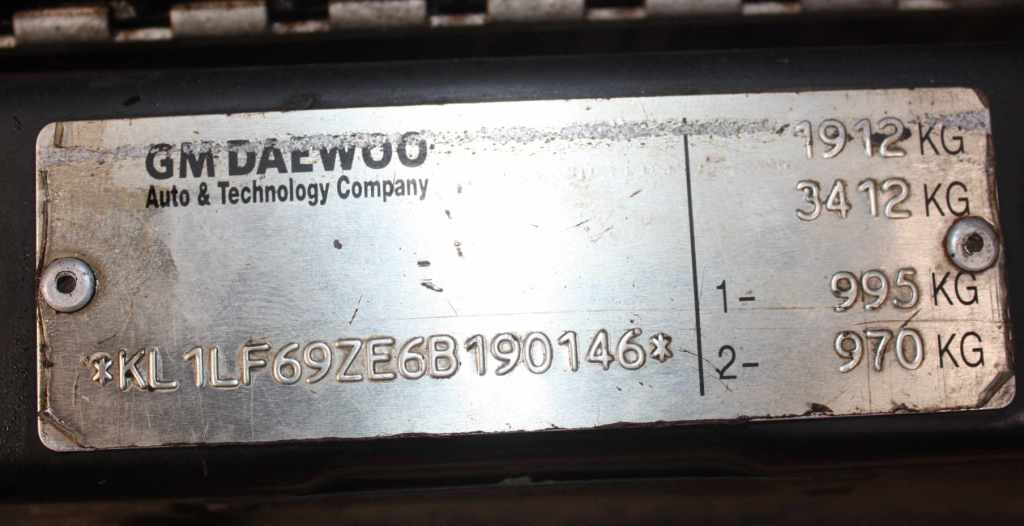 GM DAEWOO
Auto & Technology Company
1912 KG
3412 KG
1- 995 KG
*KL1LF69ZE6B190146*
2- 970 KG